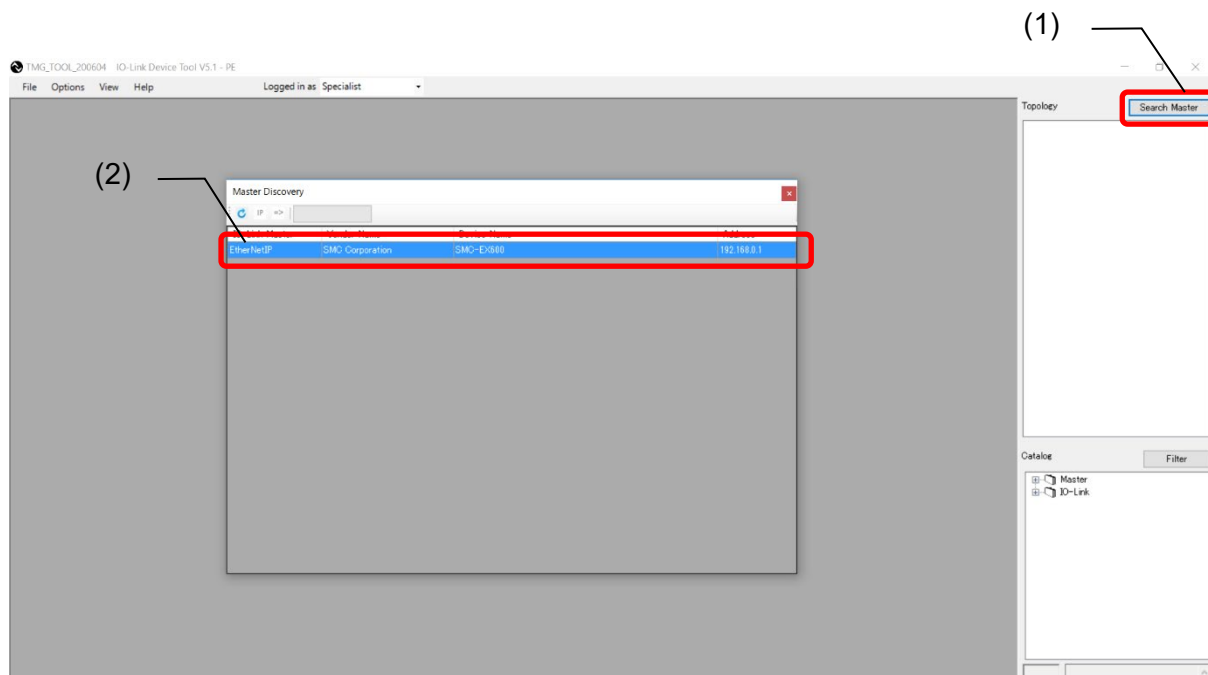 (1)
TMG_TOOL_200604 IO-Link Device Tool V5.1 - PE
File Options View Help Logged in as Specialist
Topology Search Master
(2)
Master Discovery
IP =>
EtherNetIP SMC Corporation SMC-EX600 192.168.0.1
Catalog Filter
Master
IO-Link